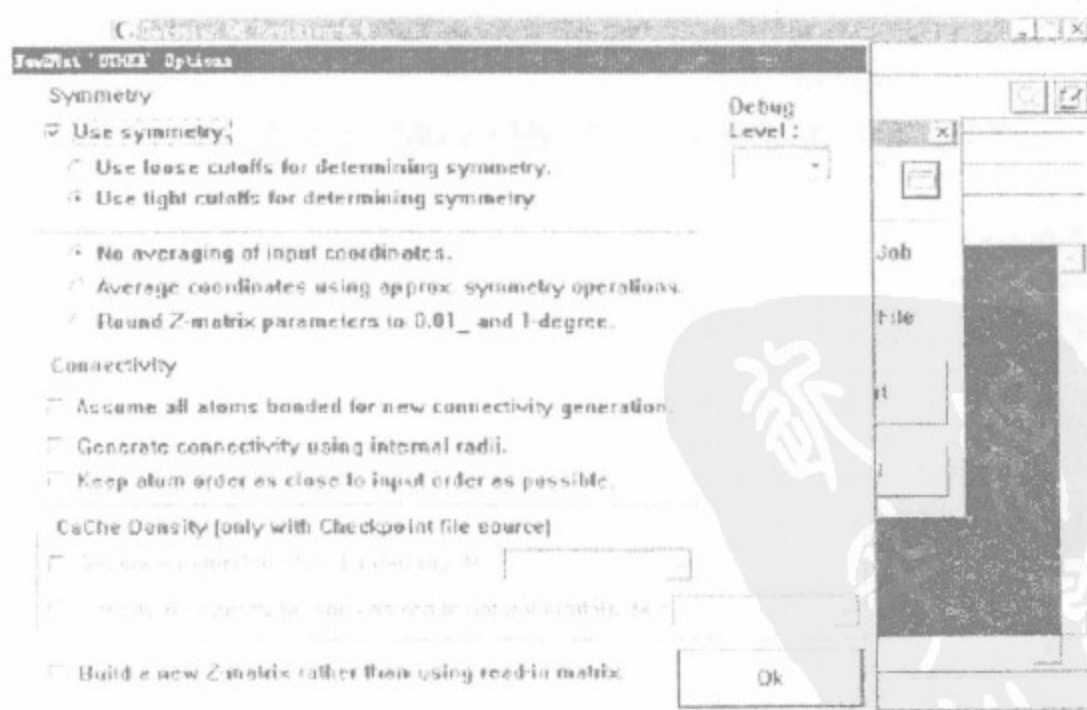 NewZMat 'OTHER' Options
Symmetry
Use symmetry.
Use loose cutoffs for determining symmetry.
Use tight cutoffs for determining symmetry
No averaging of input coordinates.
Average coordinates using approx. symmetry operations.
Round Z-matrix parameters to 0.01_ and 1-degree.
Debug
Level :
Connectivity
Assume all atoms bonded for new connectivity generation.
Generate connectivity using internal radii.
Keep atom order as close to input order as possible.
CaChe Density (only with Checkpoint file source)
Build a new Z-matrix rather than using read-in matrix
Ok
Job
File